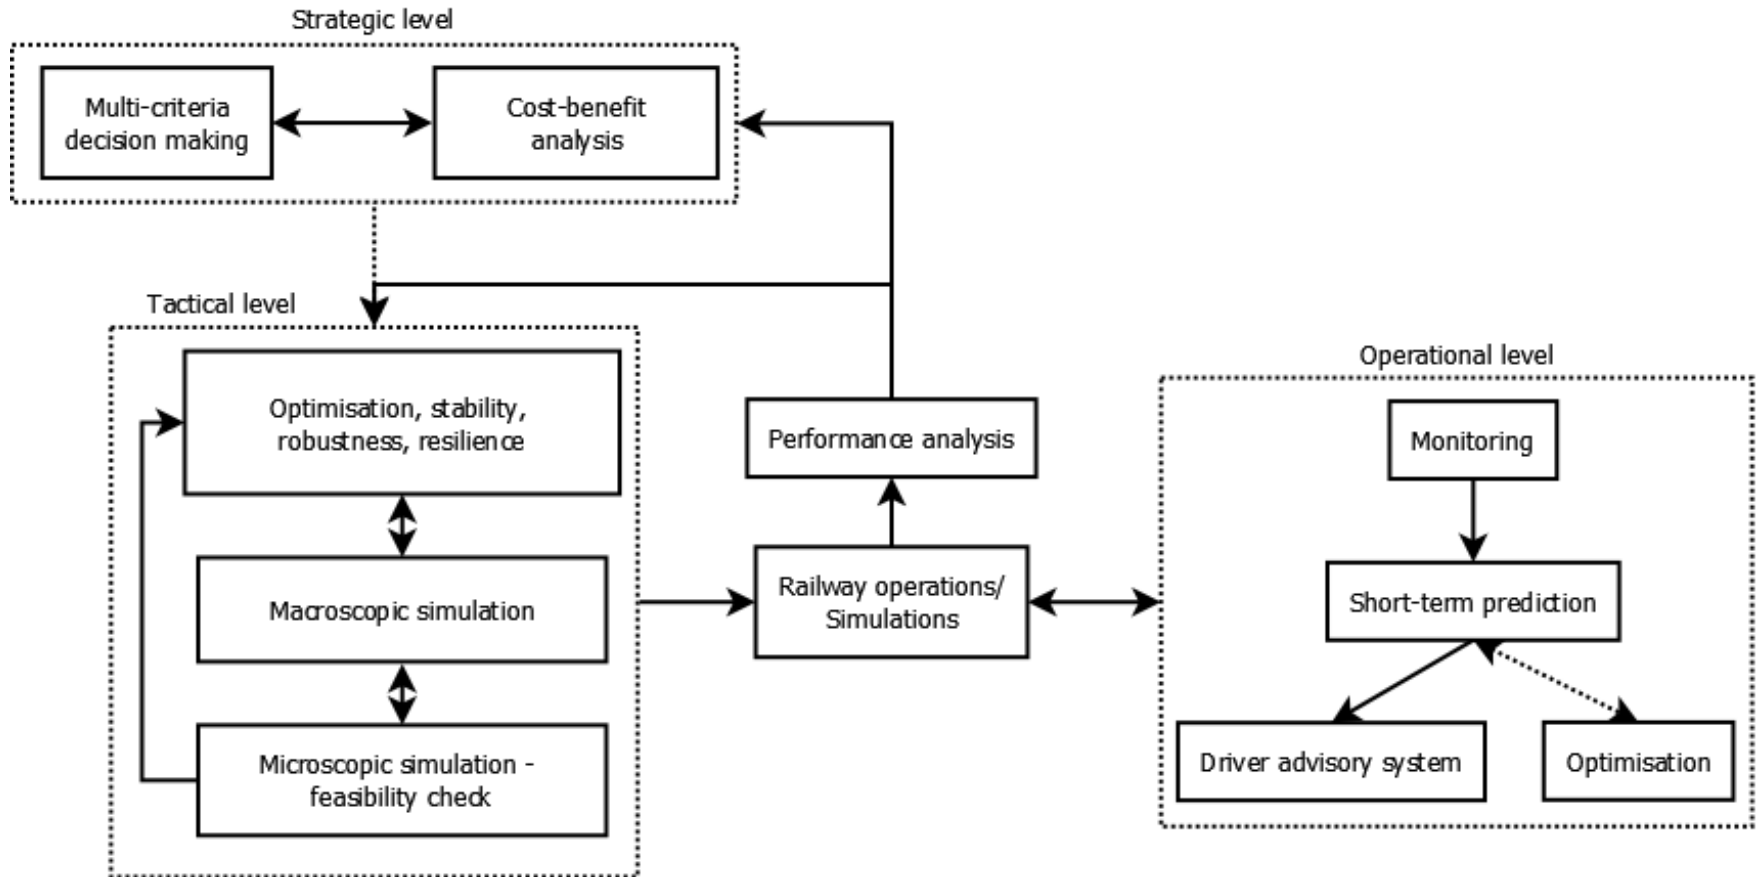 Strategic level
Multi-criteria
decision making
Cost-benefit
analysis
Tactical level
Optimisation, stability,
robustness, resilience
Macroscopic simulation
Microscopic simulation -
feasibility check
Performance analysis
Railway operations/
Simulations
Operational level
Monitoring
Short-term prediction
Driver advisory system
Optimisation